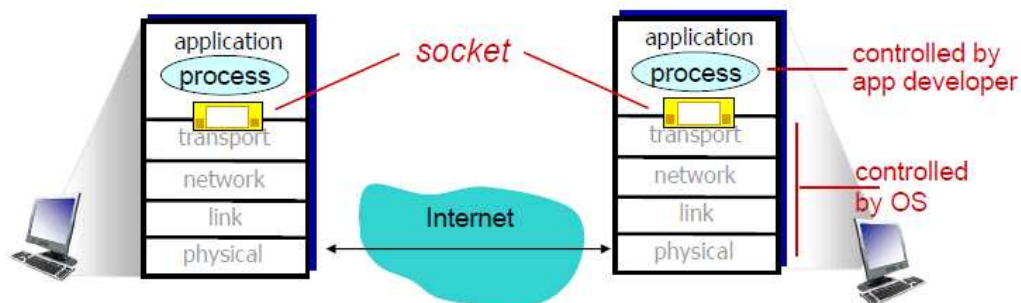 application
process
transport
network
link
physical
socket
Internet
application
process
transport
network
link
physical
controlled by
app developer
controlled
by OS